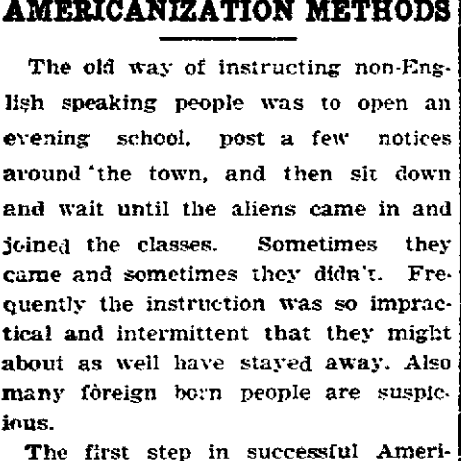 AMERICANIZATION METHODS
The old way of instructing non-Eng-
lish speaking people was to open an
evening school, post a few notices
around the town, and then sit down
and wait until the aliens came in and
joined the classes. Sometimes they
came and sometimes they didn't. Fre-
quently the instruction was so imprac-
tical and intermittent that they might
about as well have stayed away. Also
many foreign born people are suspic-
ious.
The first step in successful Ameri-